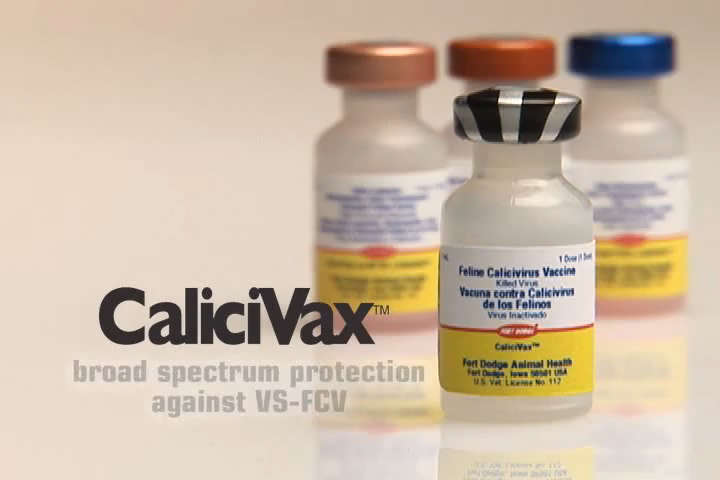 CaliciVax™
broad spectrum protection
against VS-FCV
1 Dose (1 Dosis)
Feline Calicivirus Vaccine
Killed Virus
Vacuna contra Calicivirus
de los Felinos
Virus Inactivado
FORT DODGE
CaliciVax™
Fort Dodge Animal Health
Fort Dodge, Iowa 50501 USA
U.S. Vet. License No. 112